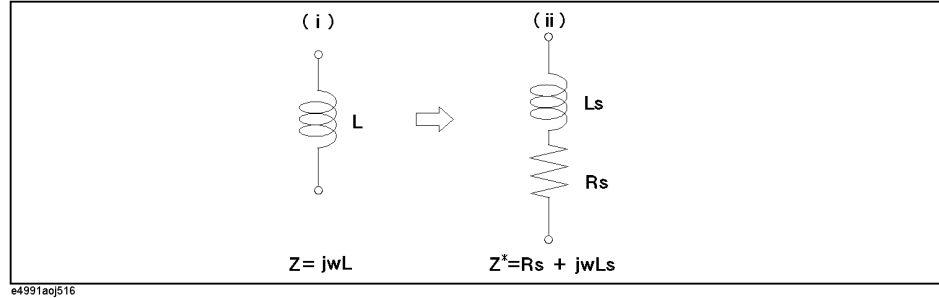 ( i )
( ii )
L
Ls
Rs
Z= jwL
Z*=Rs + jwLs
e4991aoj516